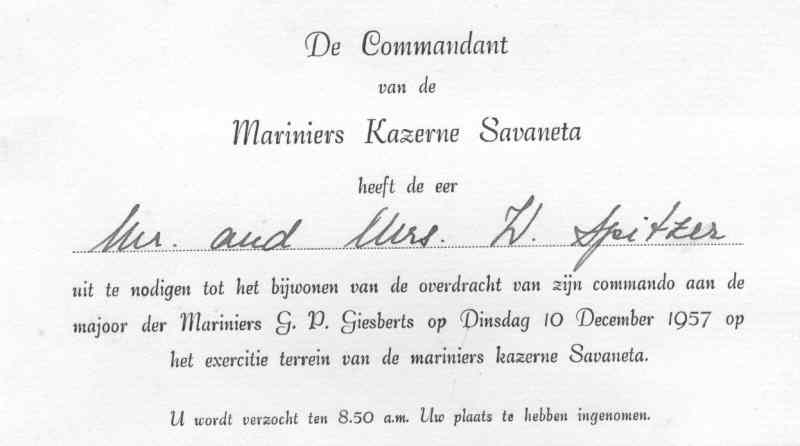 De Commandant
van de
Mariniers Kazerne Savaneta
heeft de eer
Mr. and Mrs. W. Spitzer
uit te nodigen tot het bijwonen van de overdracht van zijn commando aan de
majoor der Mariniers G. P. Giesberts op Dinsdag 10 December 1957 op
het exercitie terrein van de mariniers kazerne Savaneta.
U wordt verzocht ten 8.50 a.m. Uw plaats te hebben ingenomen.